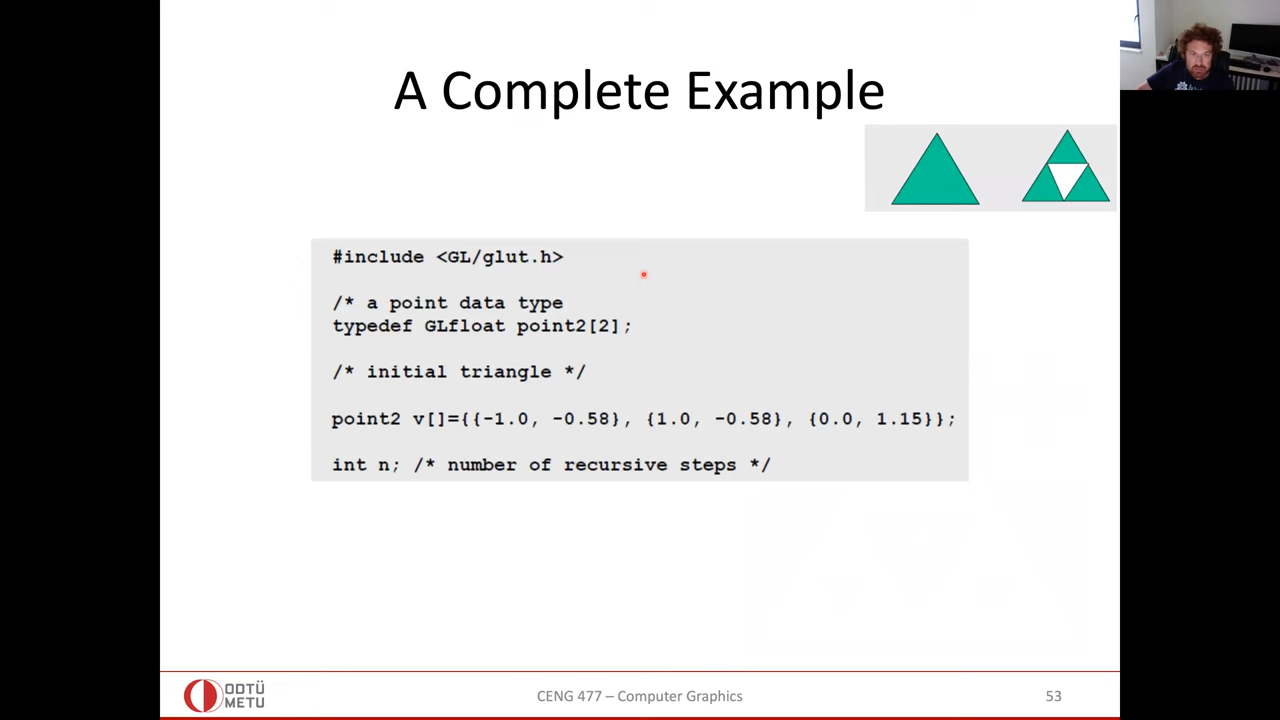 A Complete Example
#include <GL/glut.h>
/* a point data type
typedef GLfloat point2[2];
/* initial triangle */
point2 v[]={{-1.0, -0.58}, {1.0, -0.58}, {0.0, 1.15}};
int n; /* number of recursive steps */
ODTÜ
METU
CENG 477 – Computer Graphics
53